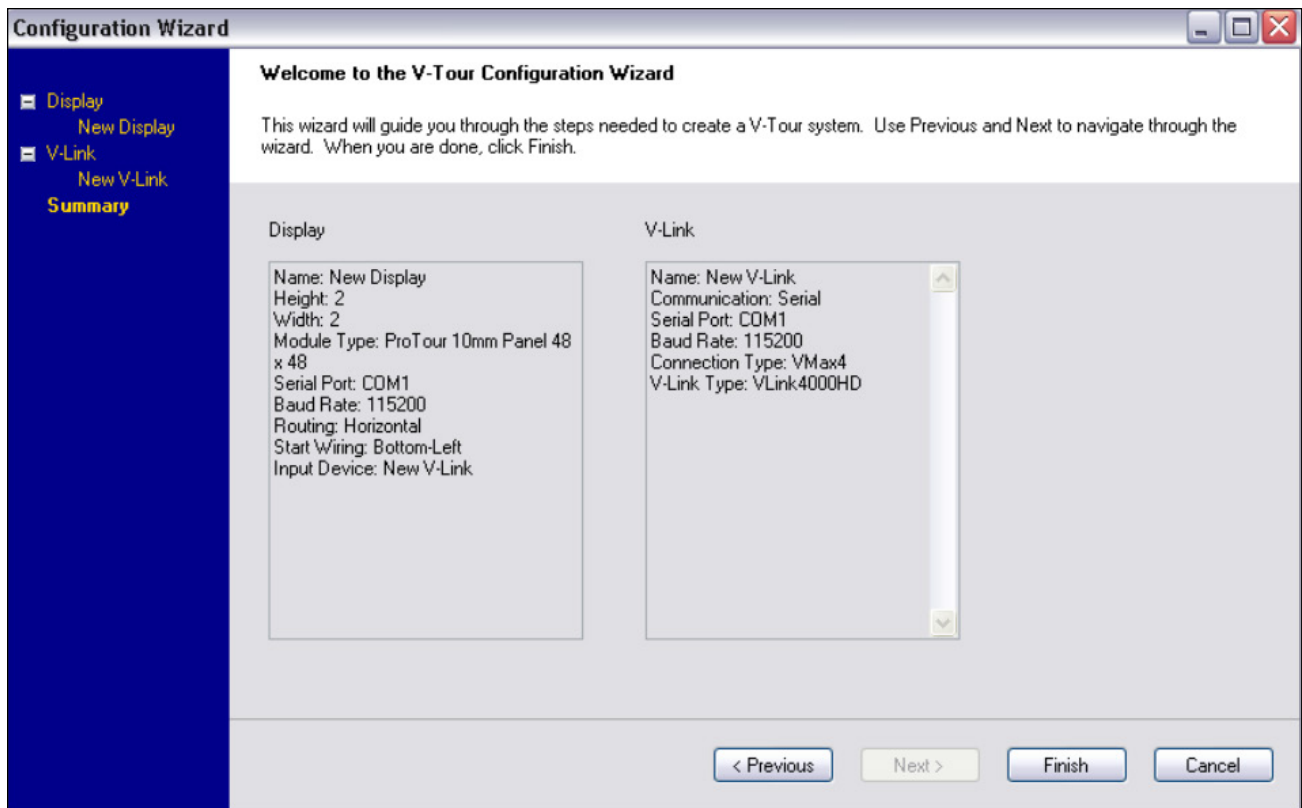 Configuration Wizard
Display
New Display
V-Link
New V-Link
Summary
Welcome to the V-Tour Configuration Wizard
This wizard will guide you through the steps needed to create a V-Tour system.  Use Previous and Next to navigate through the
wizard.  When you are done, click Finish.
Display
Name: New Display
Height: 2
Width: 2
Module Type: ProTour 10mm Panel 48
x 48
Serial Port: COM1
Baud Rate: 115200
Routing: Horizontal
Start Wiring: Bottom-Left
Input Device: New V-Link
V-Link
Name: New V-Link
Communication: Serial
Serial Port: COM1
Baud Rate: 115200
Connection Type: VMax4
V-Link Type: VLink4000HD
< Previous
Next >
Finish
Cancel